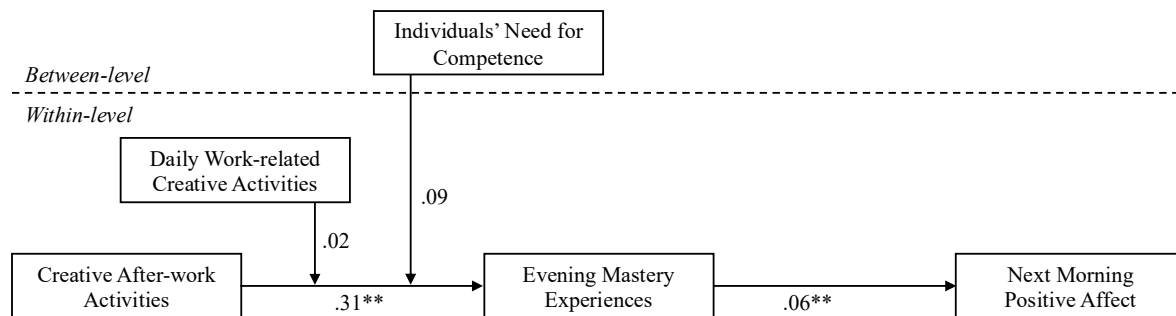 Individuals' Need for
Competence
Between-level
Within-level
Daily Work-related
Creative Activities
.09
.02
Creative After-work
Activities
.31**
Evening Mastery
Experiences
.06**
Next Morning
Positive Affect